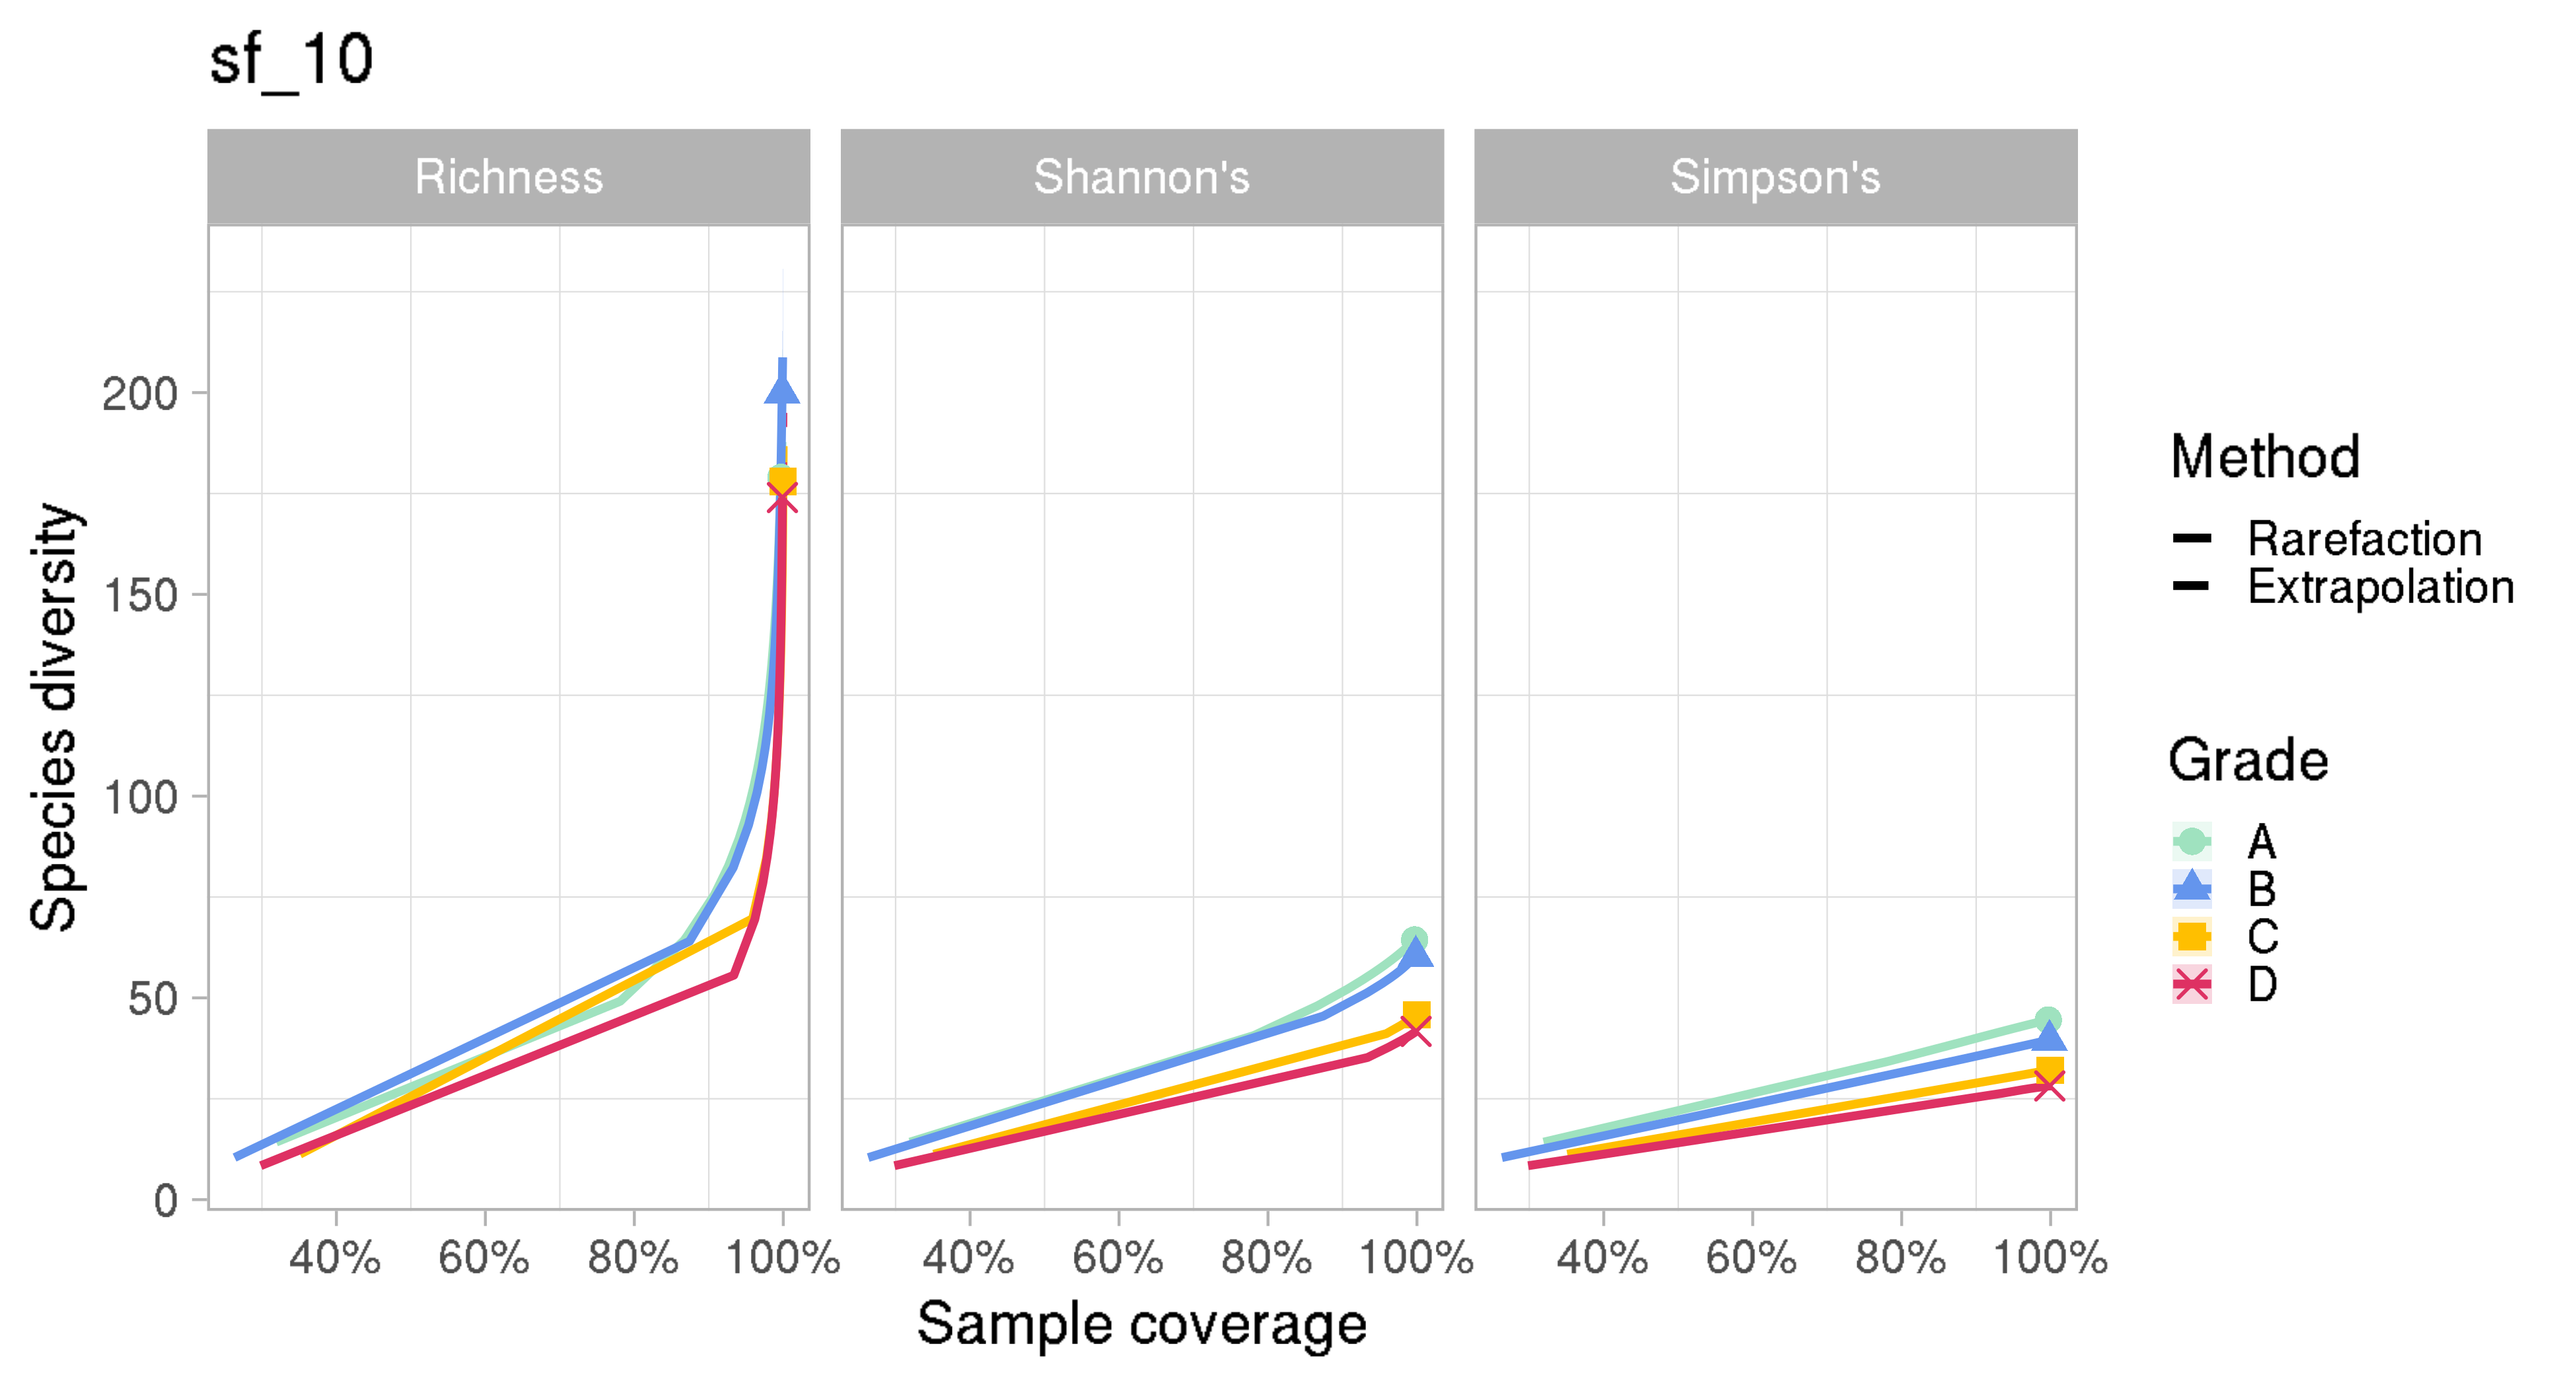 sf_10
Richness
Shannon's
Simpson's
Species diversity
200
150
100
50
0
40% 60% 80% 100%
40% 60% 80% 100%
40% 60% 80% 100%
Sample coverage
Method
Rarefaction
Extrapolation
Grade
A
B
C
D